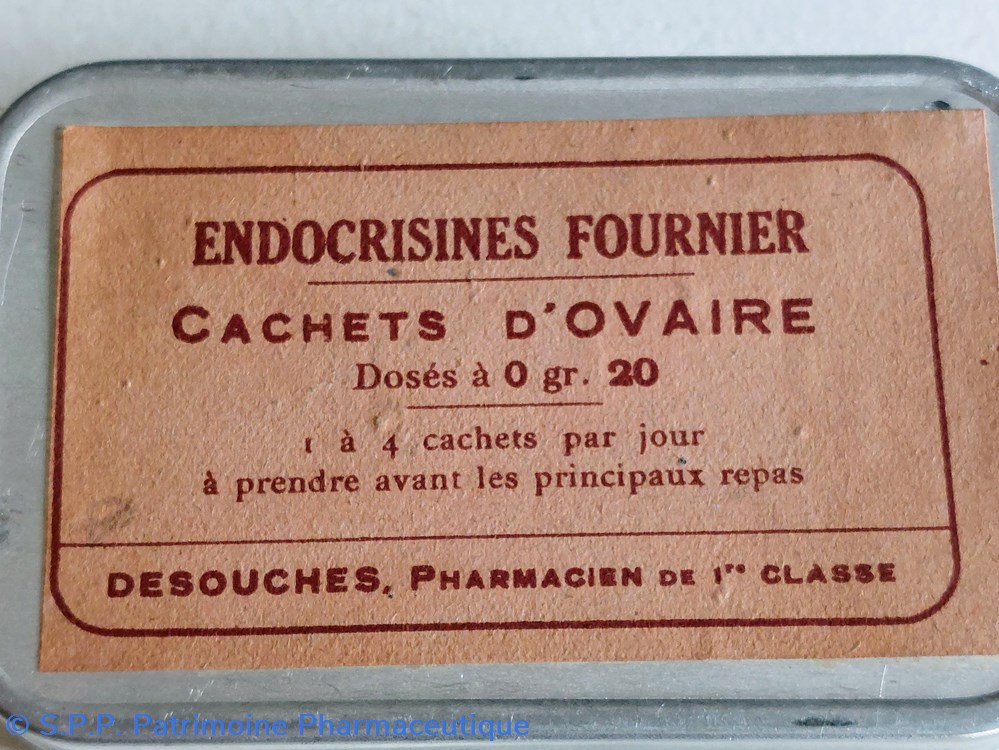 ENDOCRISINES FOURNIER
CACHETS D'OVAIRE
Dosés à 0 gr. 20
1 à 4 cachets par jour
à prendre avant les principaux repas
DESOUCHES, PHARMACIEN DE 1re CLASSE
© S.P.P. Patrimoine Pharmaceutique